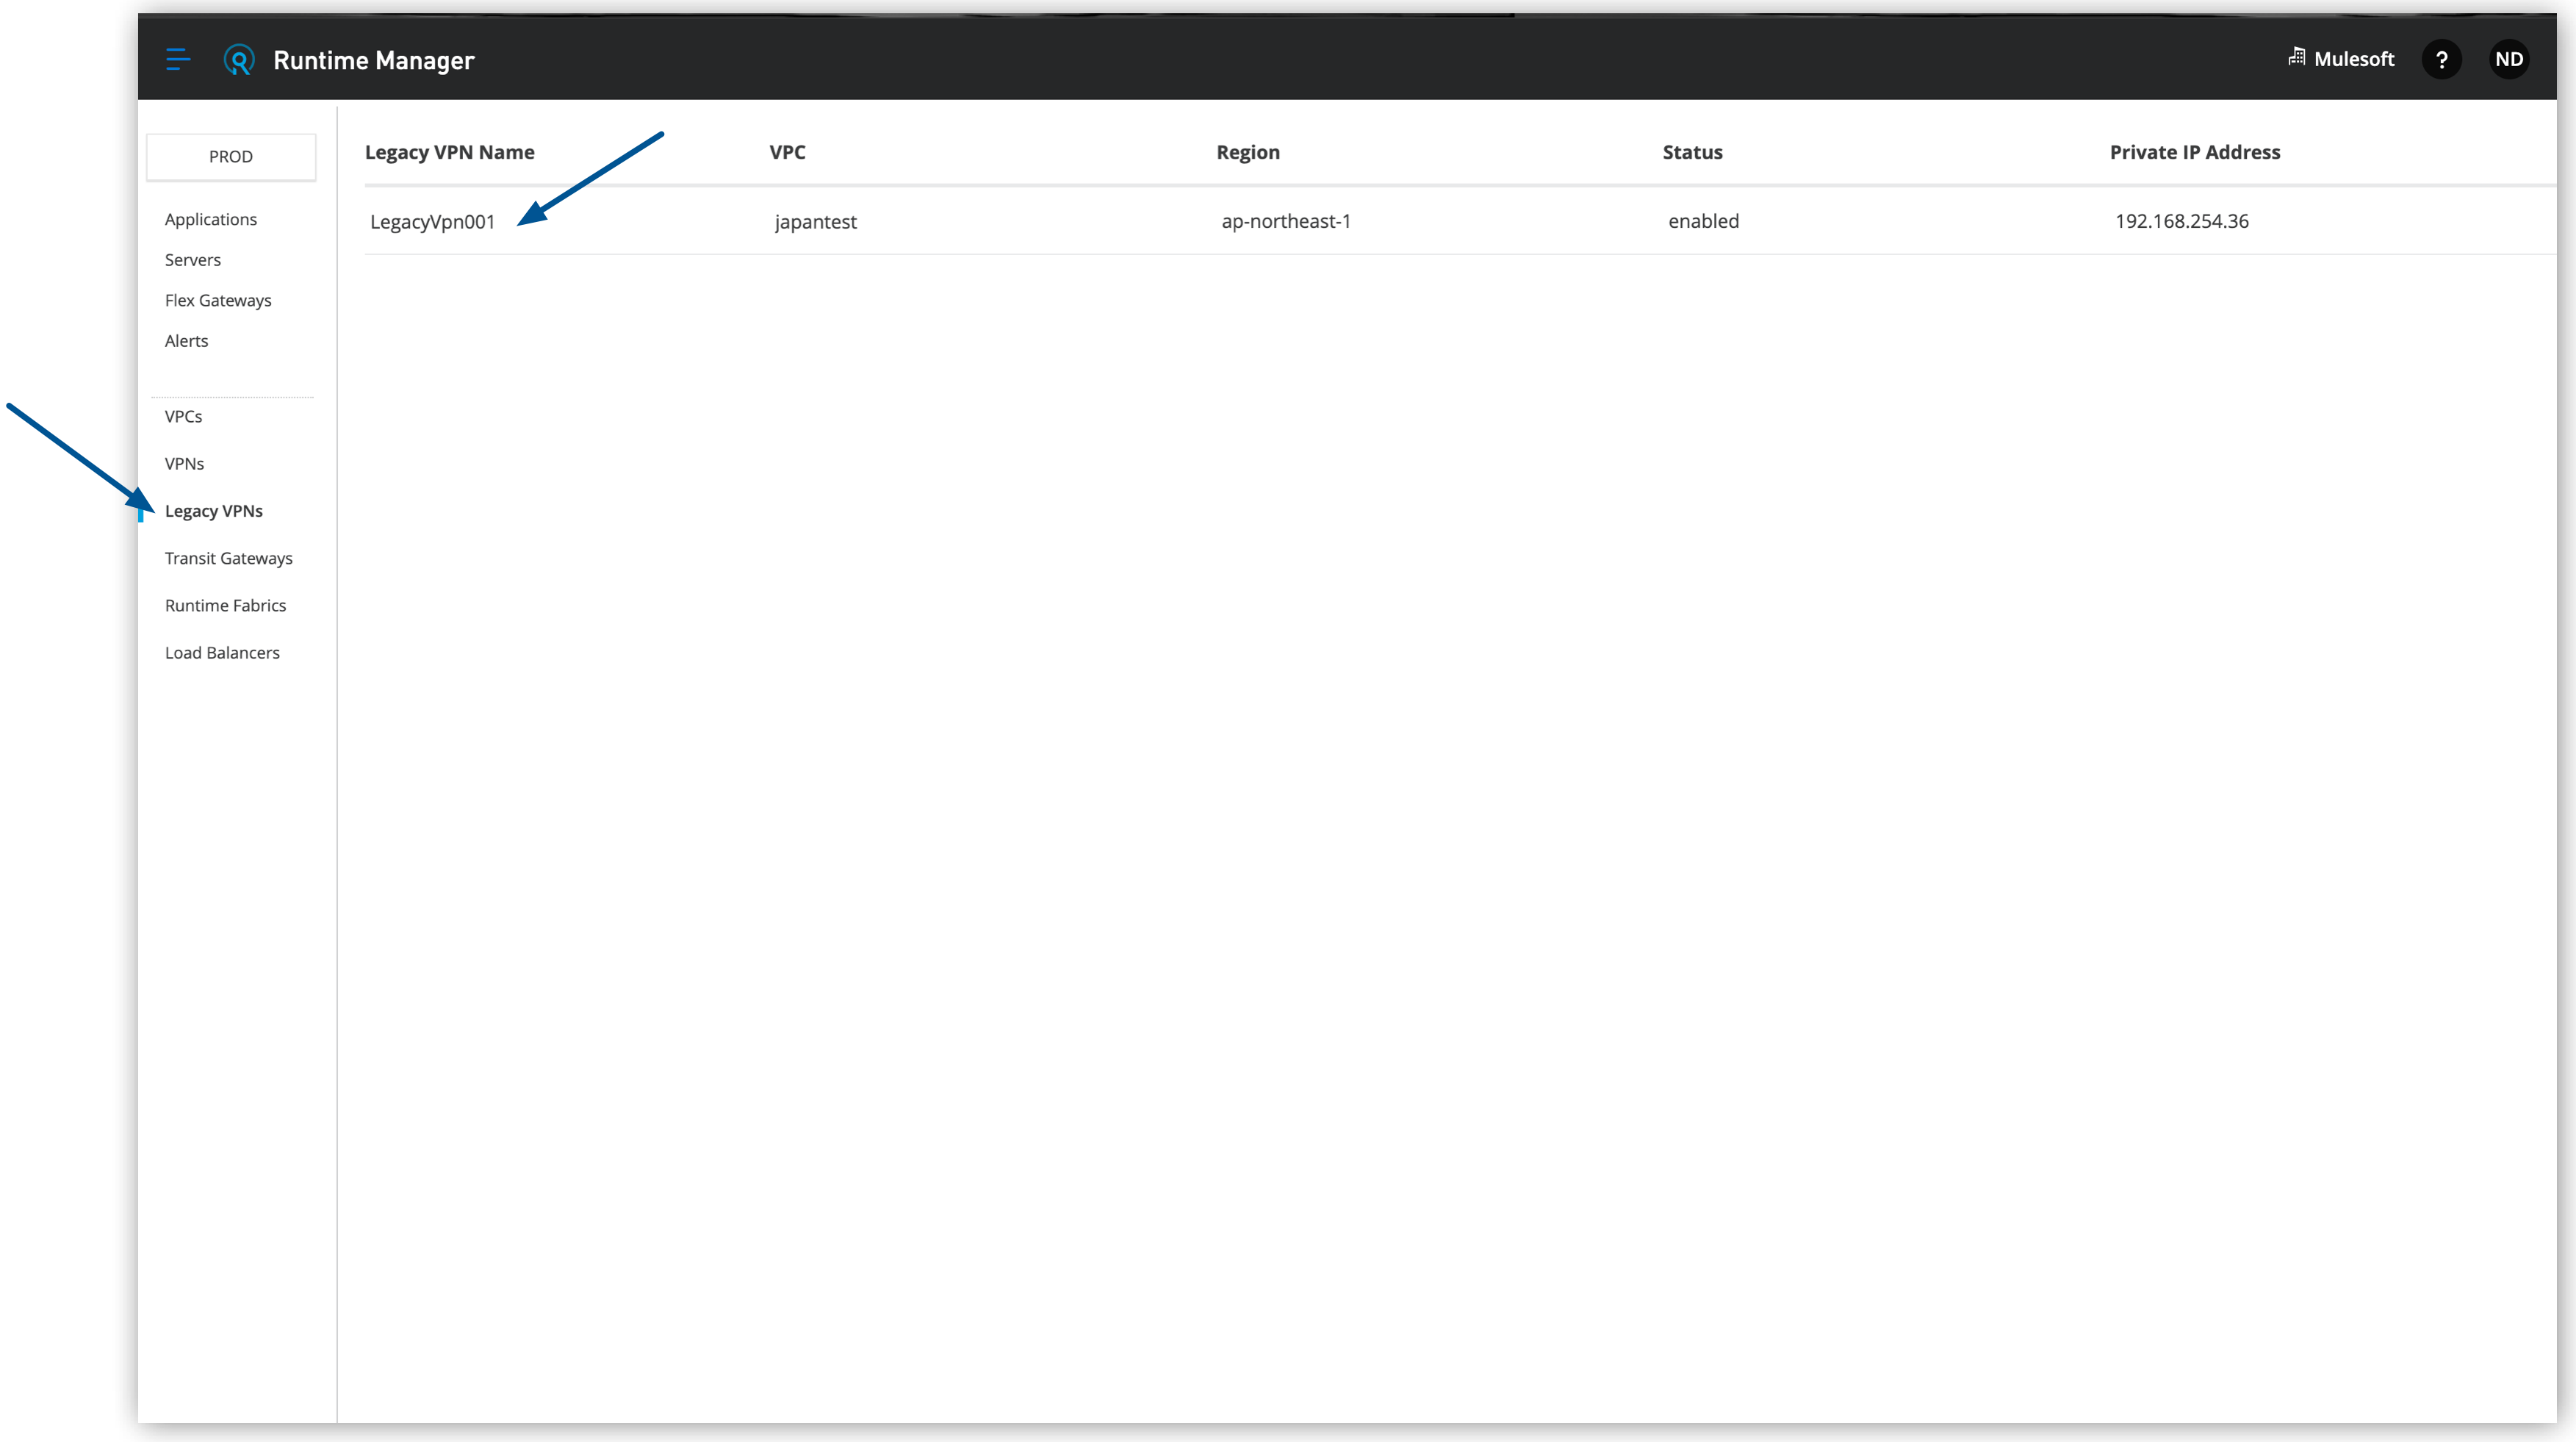 Runtime Manager
Mulesoft ? ND
PROD
Applications
Servers
Flex Gateways
Alerts
VPCs
VPNs
Legacy VPNs
Transit Gateways
Runtime Fabrics
Load Balancers
Legacy VPN Name VPC Region Status Private IP Address
LegacyVpn001 japantest ap-northeast-1 enabled 192.168.254.36